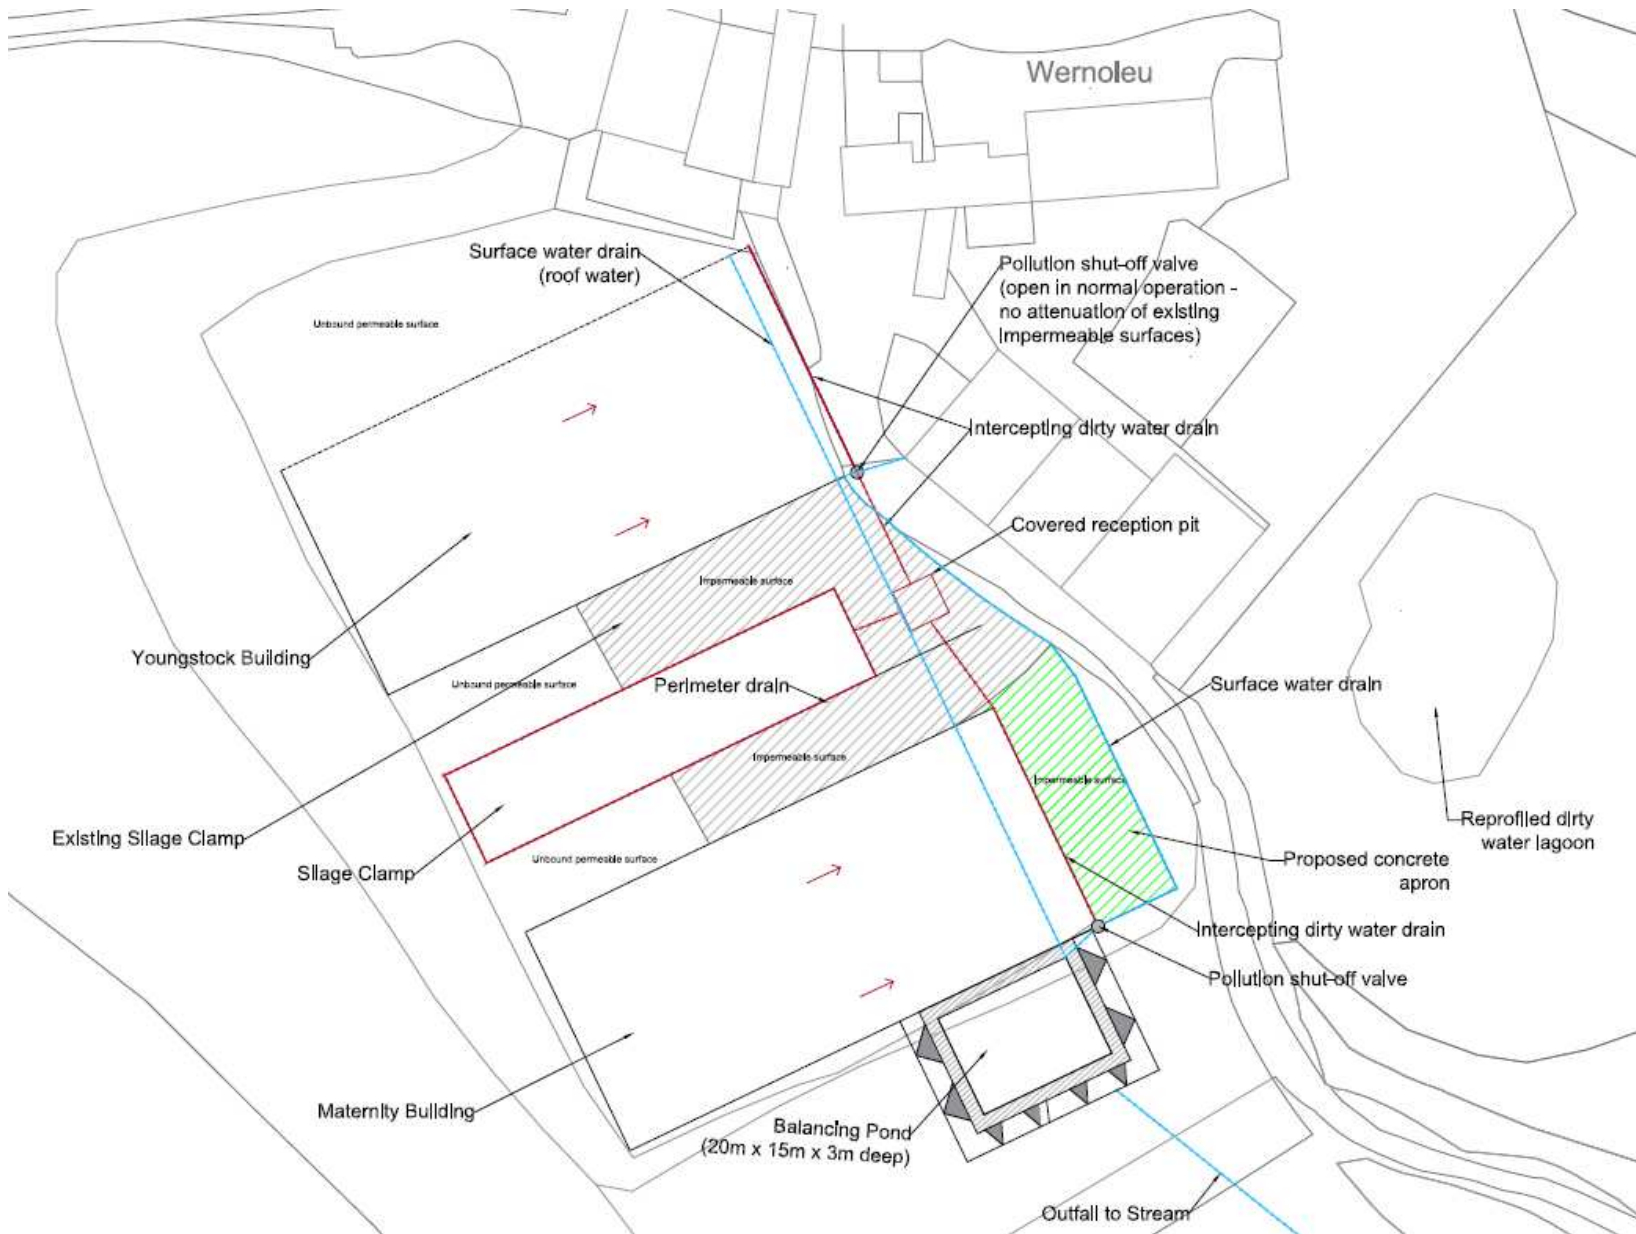 Wernoleu
Surface water drain
(roof water)
Pollution shut-off valve
(open in normal operation -
no attenuation of existing
impermeable surfaces)
Unbound permeable surface
Intercepting dirty water drain
Covered reception pit
Impermeable surface
Youngstock Building
Unbound permeable surface
Perimeter drain
Surface water drain
Impermeable surface
Impermeable surface
Existing Silage Clamp
Reprofiled dirty
water lagoon
Unbound permeable surface
Proposed concrete
apron
Silage Clamp
Intercepting dirty water drain
Pollution shut-off valve
Maternity Building
Balancing Pond
(20m x 15m x 3m deep)
Outfall to Stream